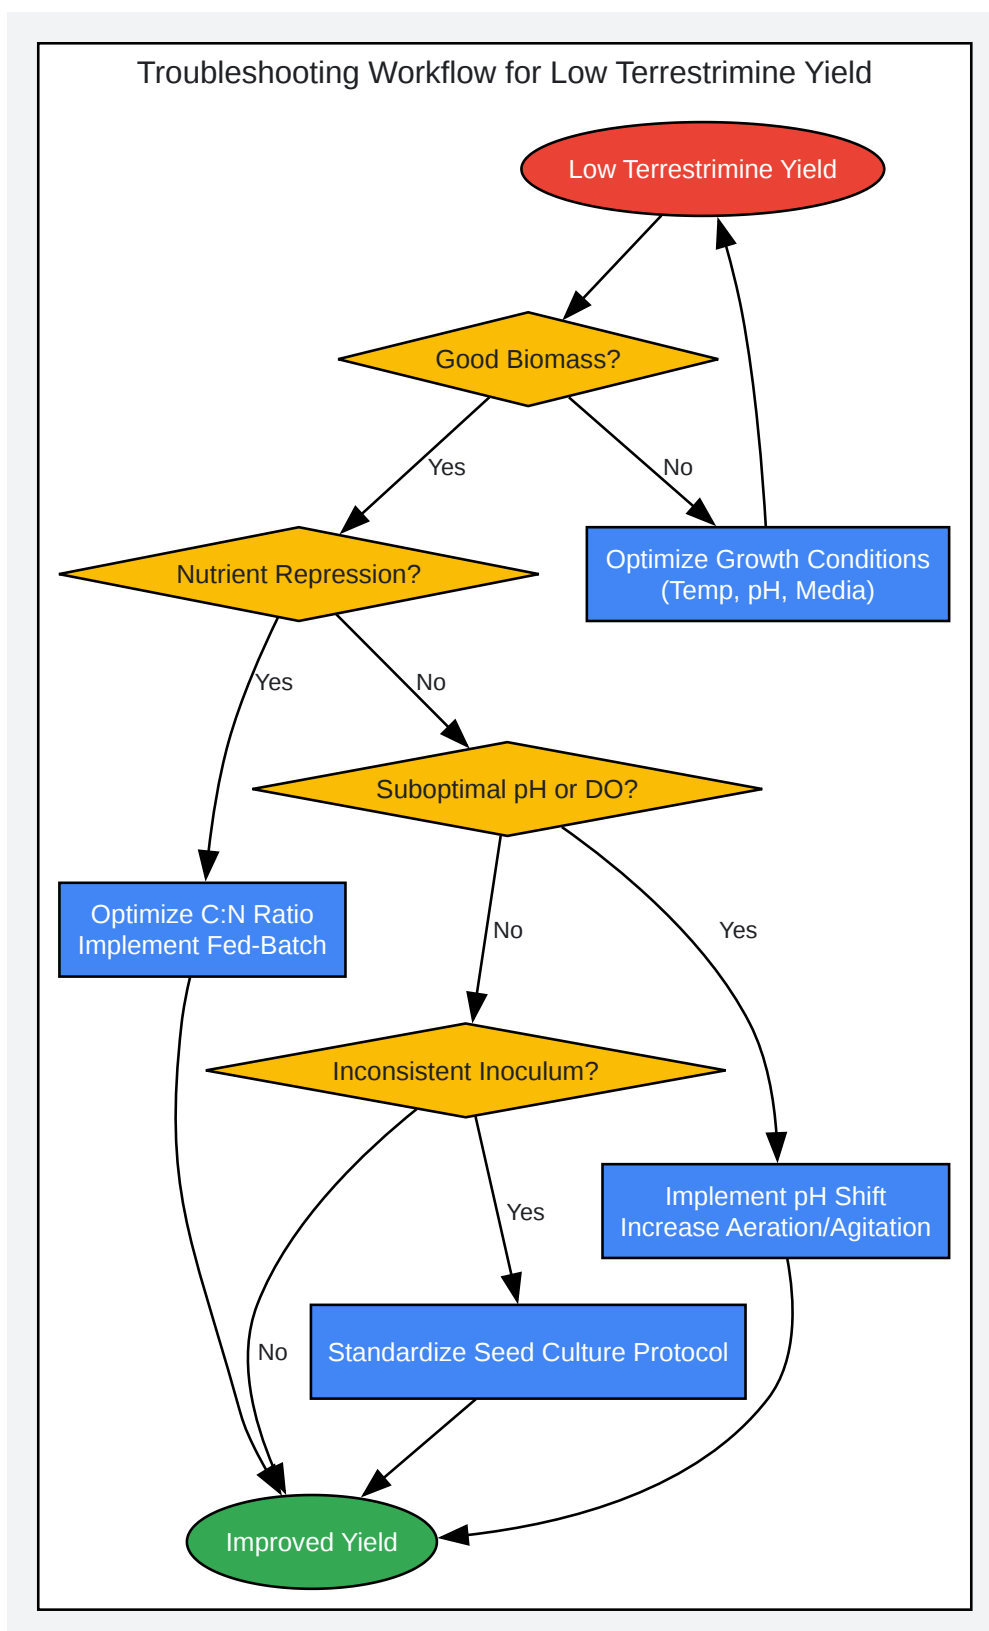 Troubleshooting Workflow for Low Terrestrimine Yield
Low Terrestrimine Yield
Good Biomass?
Yes
No
Nutrient Repression?
Optimize Growth Conditions
(Temp, pH, Media)
Yes
No
Suboptimal pH or DO?
Optimize C:N Ratio
Implement Fed-Batch
No
Yes
Inconsistent Inoculum?
Implement pH Shift
Increase Aeration/Agitation
Yes
No
Standardize Seed Culture Protocol
Improved Yield